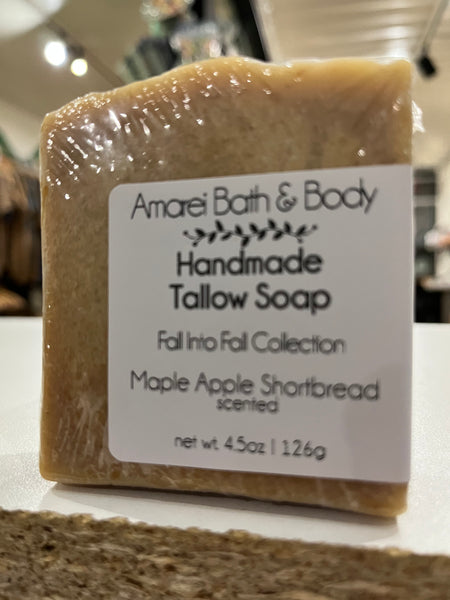 Amarei Bath & Body
Handmade
Tallow Soap
Fall Into Fall Collection
Maple Apple Shortbread
scented
net wt 4.5oz | 126g